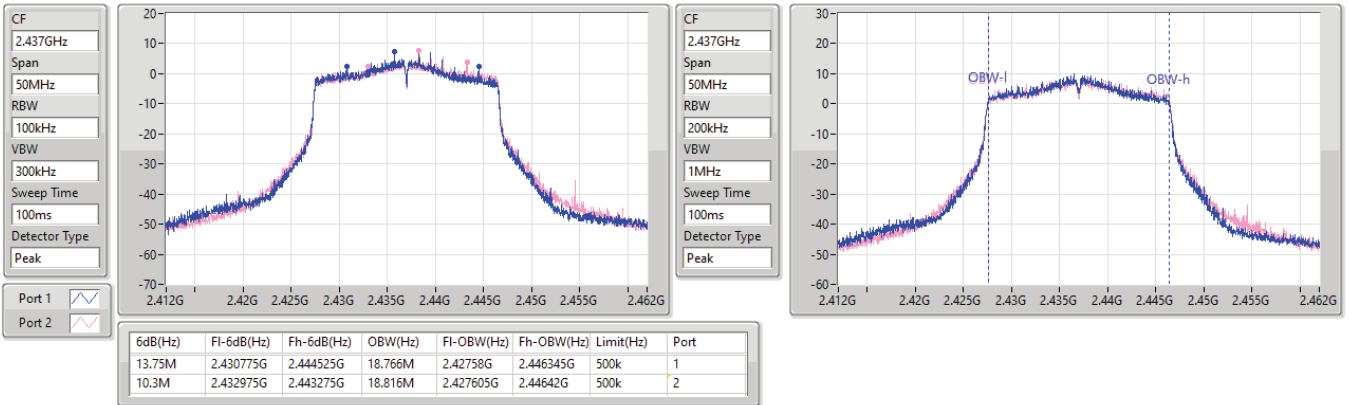 CF
2.437GHz
Span
50MHz
RBW
100kHz
VBW
300kHz
Sweep Time
100ms
Detector Type
Peak
Port 1
Port 2
10
0
-10
-20
-30
-40
-50
-60
-70
2.412G 2.42G 2.425G 2.43G 2.435G 2.44G 2.445G 2.45G 2.455G 2.462G
CF
2.437GHz
Span
50MHz
RBW
200kHz
VBW
1MHz
Sweep Time
100ms
Detector Type
Peak
30
20
10
0
-10
-20
-30
-40
-50
-60
OBW-l OBW-h
2.412G 2.42G 2.425G 2.43G 2.435G 2.44G 2.445G 2.45G 2.455G 2.462G
6dB(Hz) Fl-6dB(Hz) Fh-6dB(Hz) OBW(Hz) Fl-OBW(Hz) Fh-OBW(Hz) Limit(Hz) Port
13.75M 2.430775G 2.444525G 18.766M 2.42758G 2.446345G 500k 1
10.3M 2.432975G 2.443275G 18.816M 2.427605G 2.44642G 500k 2